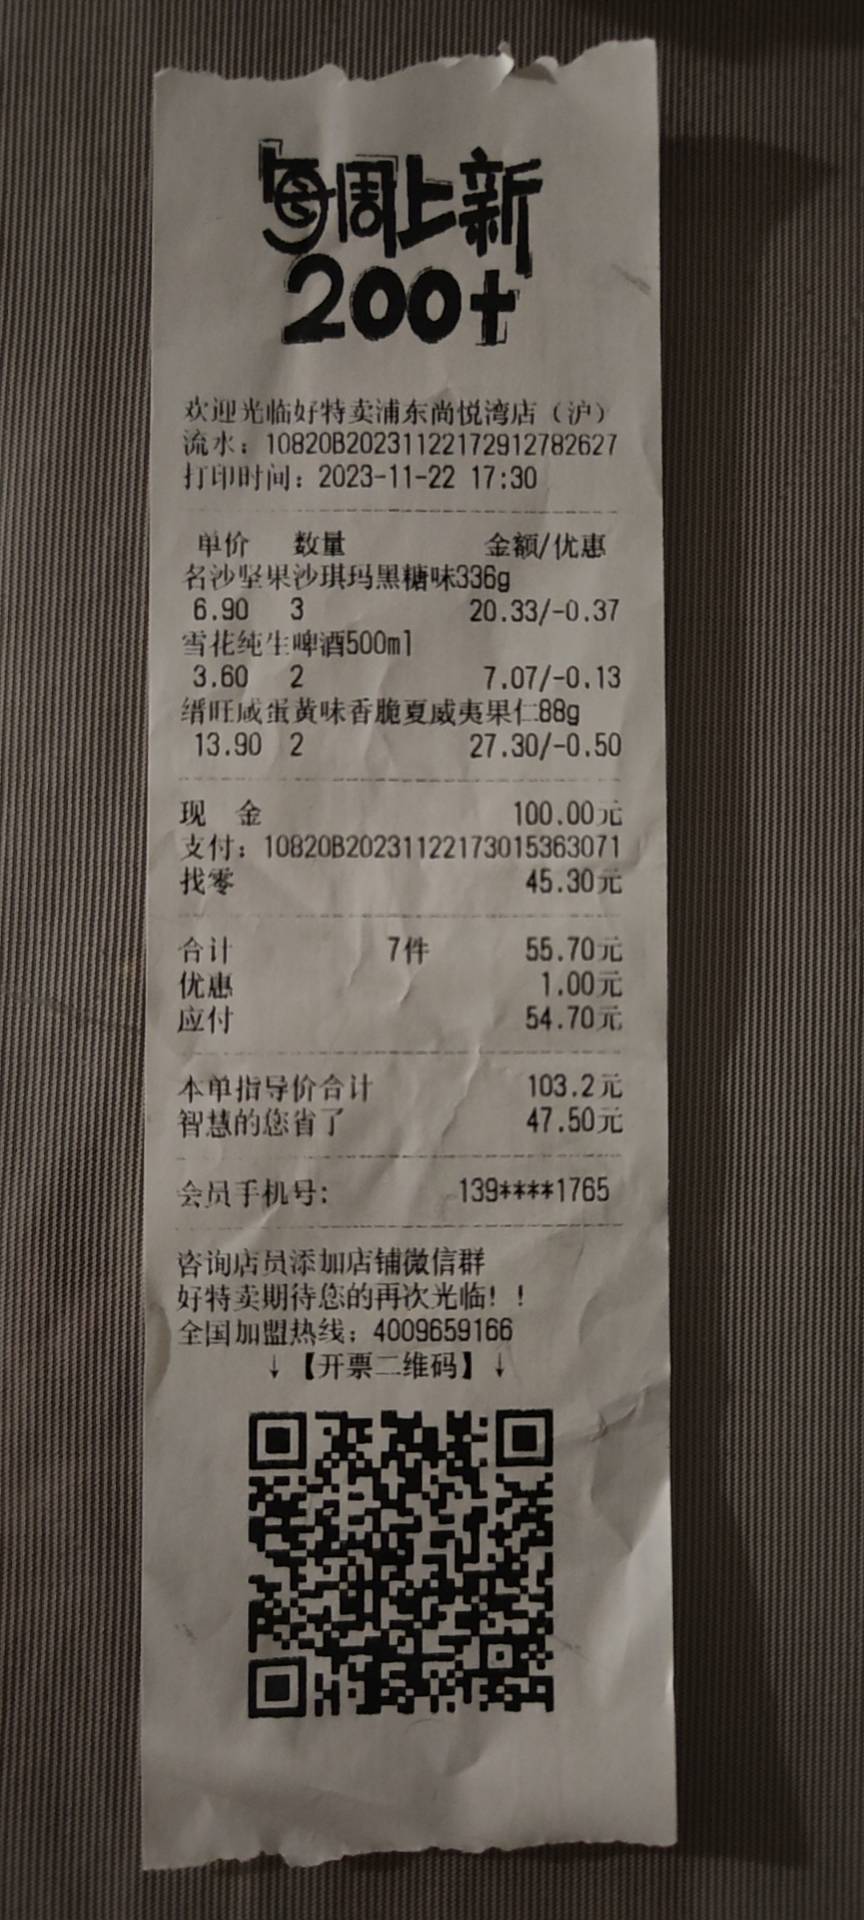 每周上新
200+
欢迎光临好特卖浦东尚悦湾店（沪）
流水：10820B20231122172912782627
打印时间：2023-11-22 17:30
单价 数量 金额/优惠
名沙坚果沙琪玛黑糖味336g
6.90 3 20.33/-0.37
雪花纯生啤酒500ml
3.60 2 7.07/-0.13
缙旺咸蛋黄味香脆夏威夷果仁88g
13.90 2 27.30/-0.50
现 金 100.00元
支付：10820B20231122173015363071
找零 45.30元
合计 7件 55.70元
优惠 1.00元
应付 54.70元
本单指导价合计 103.2元
智慧的您省了 47.50元
会员手机号: 139****1765
咨询店员添加店铺微信群
好特卖期待您的再次光临！！
全国加盟热线：4009659166
↓【开票二维码】↓